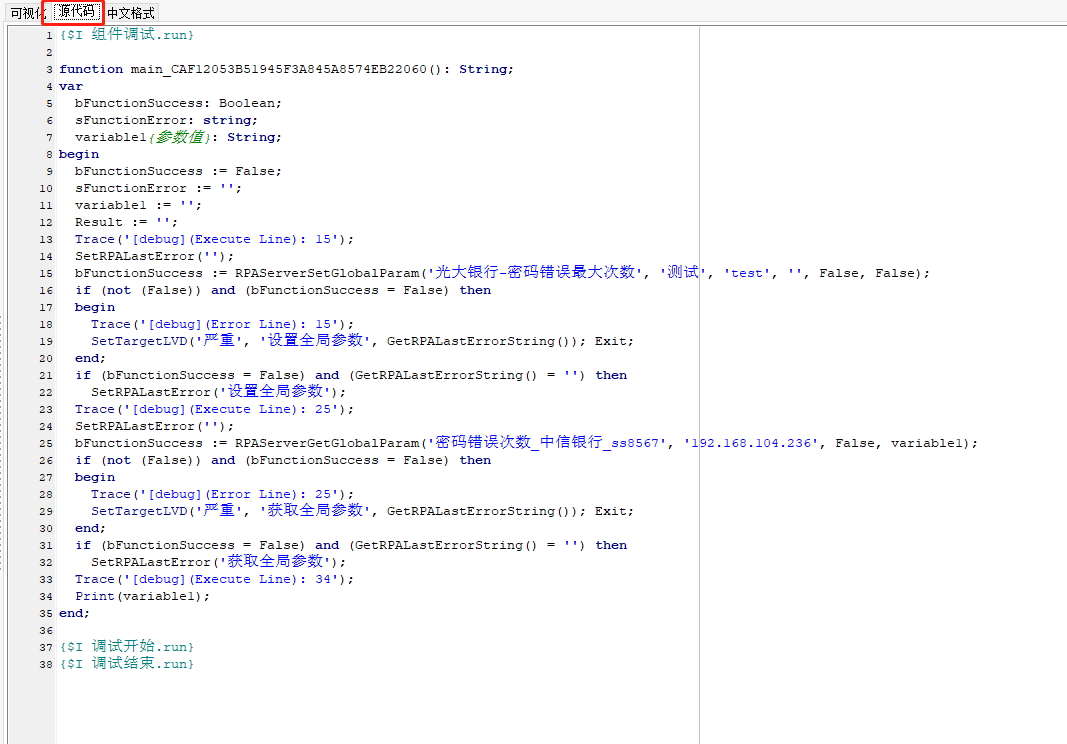 可视化 源代码 中文格式
1 {$I 组件调试.run}
2
3 function main_CAF12053B51945F3A845A8574EB22060(): String;
4 var
5 bFunctionSuccess: Boolean;
6 sFunctionError: string;
7 variable1{参数值}: String;
8 begin
9 bFunctionSuccess := False;
10 sFunctionError := '';
11 variable1 := '';
12 Result := '';
13 Trace('[debug](Execute Line): 15');
14 SetRPALastError('');
15 bFunctionSuccess := RPAServerSetGlobalParam('光大银行-密码错误最大次数', '测试', 'test', '', False, False);
16 if (not (False)) and (bFunctionSuccess = False) then
17 begin
18 Trace('[debug](Error Line): 15');
19 SetTargetLVD('严重', '设置全局参数', GetRPALastErrorString()); Exit;
20 end;
21 if (bFunctionSuccess = False) and (GetRPALastErrorString() = '') then
22 SetRPALastError('设置全局参数');
23 Trace('[debug](Execute Line): 25');
24 SetRPALastError('');
25 bFunctionSuccess := RPAServerGetGlobalParam('密码错误次数_中信银行_ss8567', '192.168.104.236', False, variable1);
26 if (not (False)) and (bFunctionSuccess = False) then
27 begin
28 Trace('[debug](Error Line): 25');
29 SetTargetLVD('严重', '获取全局参数', GetRPALastErrorString()); Exit;
30 end;
31 if (bFunctionSuccess = False) and (GetRPALastErrorString() = '') then
32 SetRPALastError('获取全局参数');
33 Trace('[debug](Execute Line): 34');
34 Print(variable1);
35 end;
36
37 {$I 调试开始.run}
38 {$I 调试结束.run}